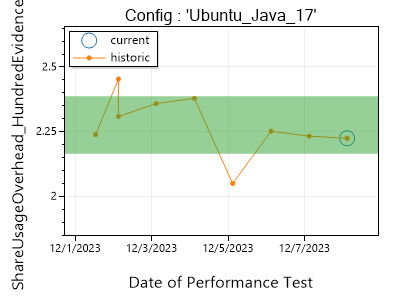 Config : 'Ubuntu_Java_17'
current
historic
ShareUsageOverhead_HundredEvidence
2.5
2.25
2
12/1/2023
12/3/2023
12/5/2023
12/7/2023
Date of Performance Test